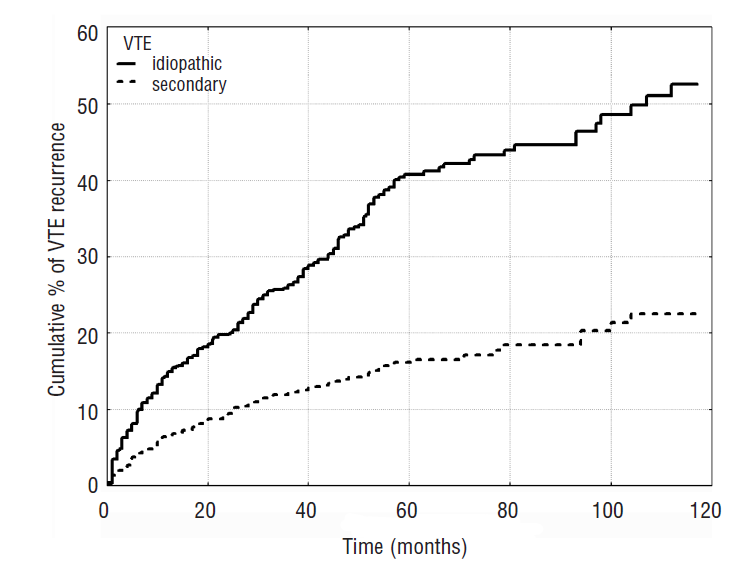 Cumulative % of VTE recurrence
60
50
40
30
20
10
0
VTE
idiopathic
secondary
0 20 40 60 80 100 120
Time (months)